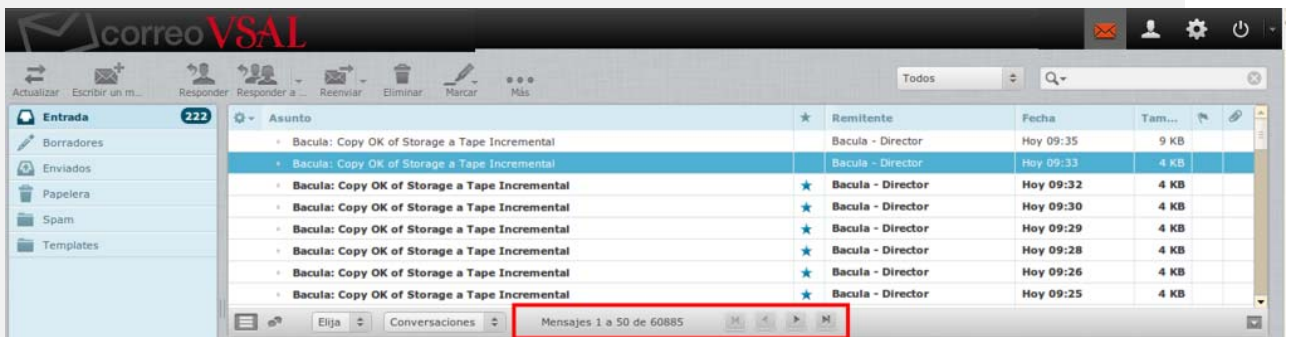 correo VSAL
Actualizar Escribir un m... Responder Responder a ... Reenviar Eliminar Marcar Más Todos
Entrada 222 Asunto Remitente Fecha Tam...
Borradores Bacula: Copy OK of Storage a Tape Incremental Bacula - Director Hoy 09:35 9 KB
Enviados Bacula: Copy OK of Storage a Tape Incremental Bacula - Director Hoy 09:33 4 KB
Papelera Bacula: Copy OK of Storage a Tape Incremental Bacula - Director Hoy 09:32 4 KB
Spam Bacula: Copy OK of Storage a Tape Incremental Bacula - Director Hoy 09:30 4 KB
Templates Bacula: Copy OK of Storage a Tape Incremental Bacula - Director Hoy 09:29 4 KB
Bacula: Copy OK of Storage a Tape Incremental Bacula - Director Hoy 09:28 4 KB
Bacula: Copy OK of Storage a Tape Incremental Bacula - Director Hoy 09:26 4 KB
Bacula: Copy OK of Storage a Tape Incremental Bacula - Director Hoy 09:25 4 KB
Elija Conversaciones Mensajes 1 a 50 de 60885